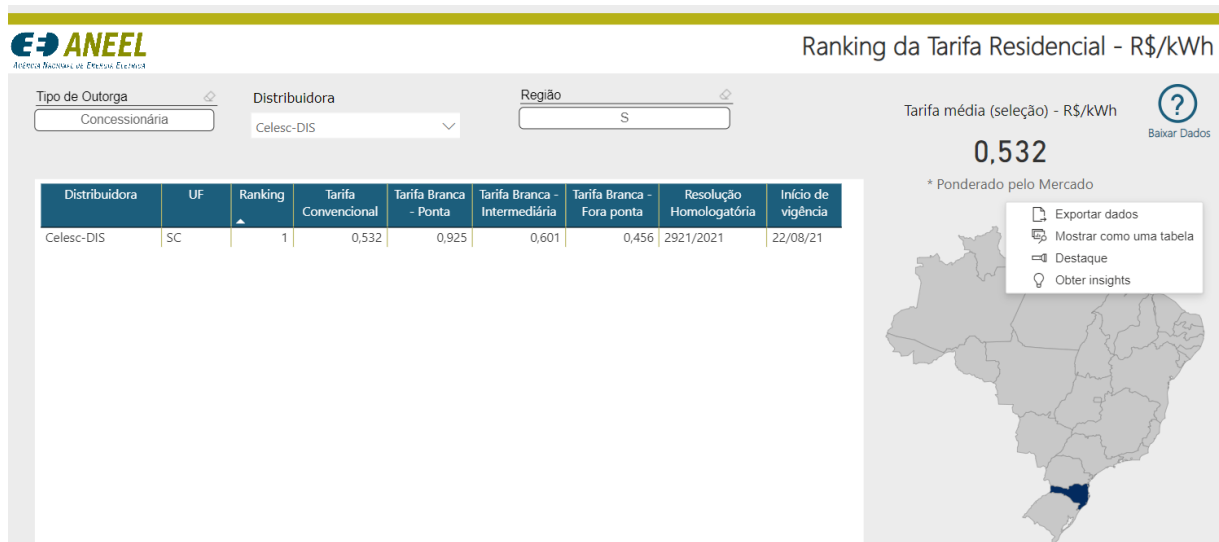 ANEEL
AGÊNCIA NACIONAL DE ENERGIA ELÉTRICA
Ranking da Tarifa Residencial - R$/kWh
Tipo de Outorga
Concessionária
Distribuidora
Celesc-DIS
Região
S
Tarifa média (seleção) - R$/kWh
0,532
* Ponderado pelo Mercado
?
Baixar Dados
Distribuidora UF Ranking Tarifa Convencional Tarifa Branca - Ponta Tarifa Branca - Intermediária Tarifa Branca - Fora ponta Resolução Homologatória Início de vigência
Celesc-DIS SC 1 0,532 0,925 0,601 0,456 2921/2021 22/08/21
Exportar dados
Mostrar como uma tabela
Destaque
Obter insights